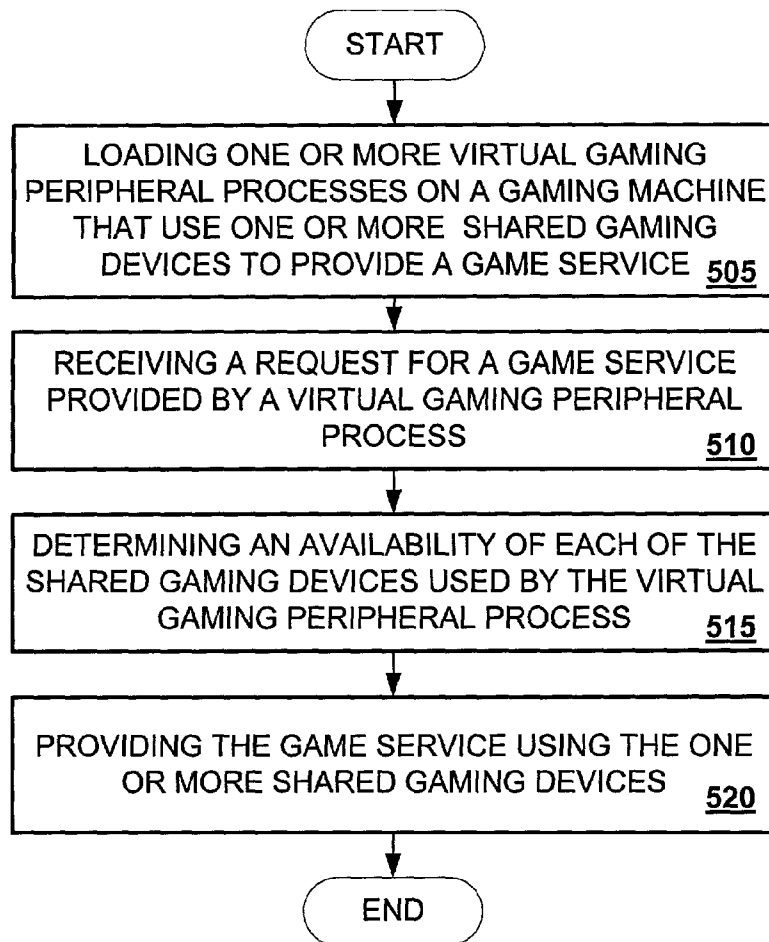 START
LOADING ONE OR MORE VIRTUAL GAMING
PERIPHERAL PROCESSES ON A GAMING MACHINE
THAT USE ONE OR MORE SHARED GAMING
DEVICES TO PROVIDE A GAME SERVICE 505
RECEIVING A REQUEST FOR A GAME SERVICE
PROVIDED BY A VIRTUAL GAMING PERIPHERAL
PROCESS 510
DETERMINING AN AVAILABILITY OF EACH OF THE
SHARED GAMING DEVICES USED BY THE VIRTUAL
GAMING PERIPHERAL PROCESS 515
PROVIDING THE GAME SERVICE USING THE ONE
OR MORE SHARED GAMING DEVICES 520
END